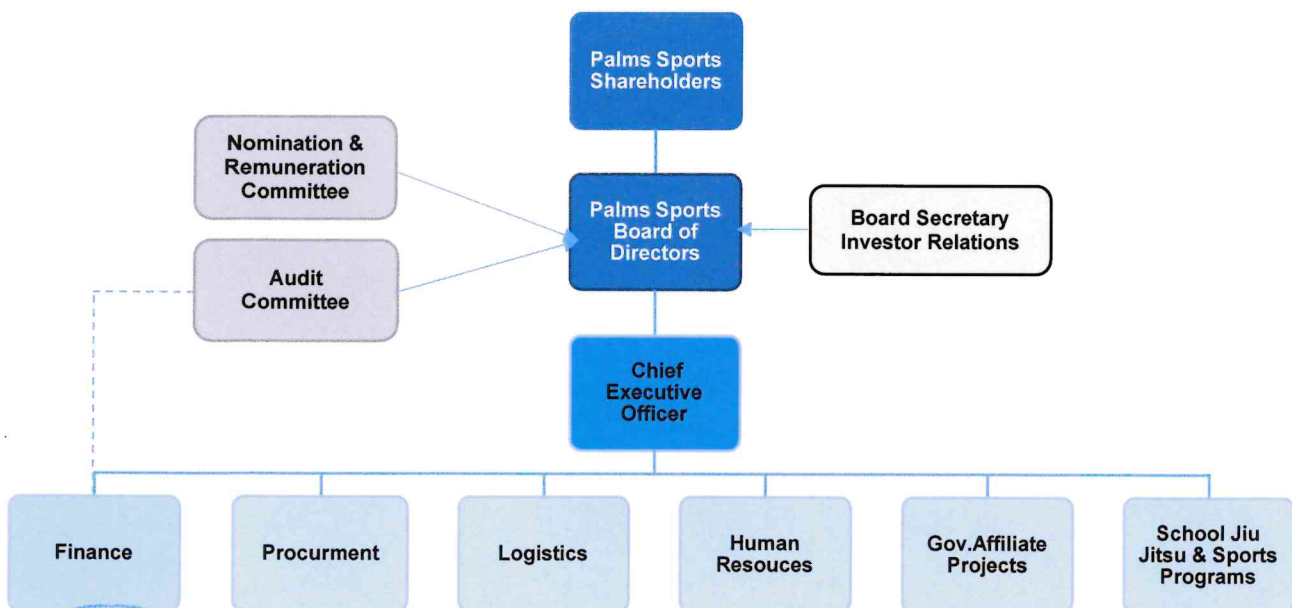 Palms Sports
Shareholders
Nomination &
Remuneration
Committee
Palms Sports
Board of
Directors
Board Secretary
Investor Relations
Audit
Committee
Chief
Executive
Officer
Finance
Procurment
Logistics
Human
Resouces
Gov.Affiliate
Projects
School Jiu
Jitsu & Sports
Programs